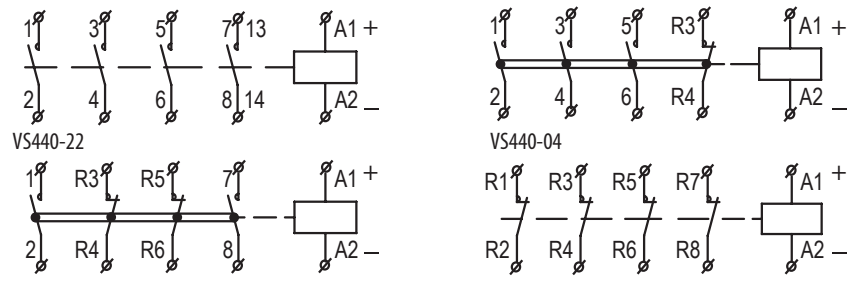 1 3 5 7 13 A1 +
2 4 6 8 14 A2 –
1 3 5 R3 A1 +
2 4 6 R4 A2 –
VS440-22
1 R3 R5 7 A1 +
2 R4 R6 8 A2 –
VS440-04
R1 R3 R5 R7 A1 +
R2 R4 R6 R8 A2 –